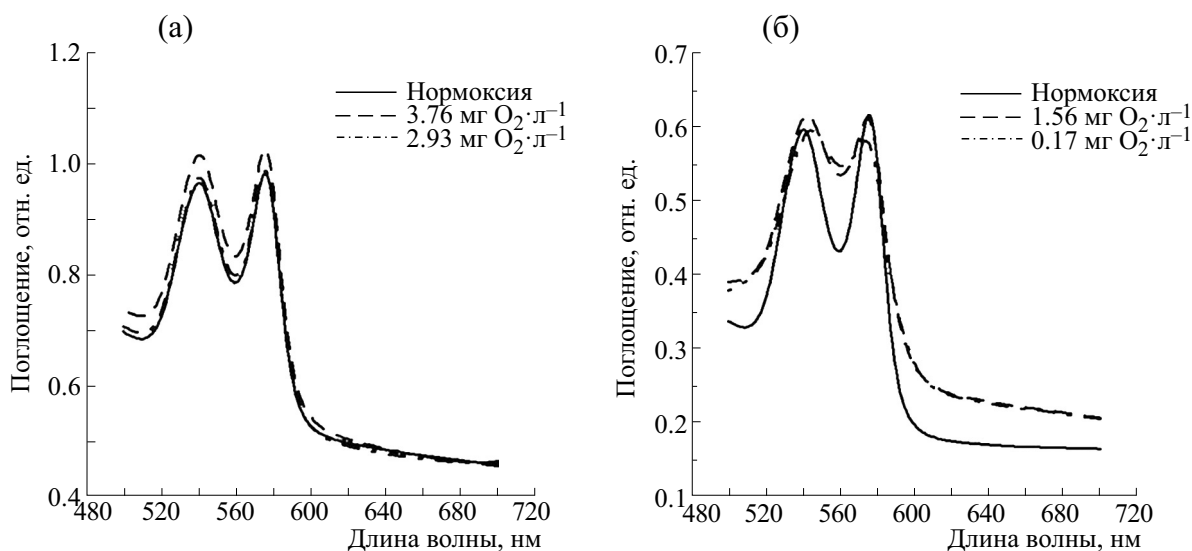 (а)
1.2
1.0
0.8
0.6
0.4
Поглощение, отн. ед.
Нормоксия
3.76 мг O₂·л⁻¹
2.93 мг O₂·л⁻¹
480 520 560 600 640 680 720
Длина волны, нм
(б)
0.7
0.6
0.5
0.4
0.3
0.2
0.1
Поглощение, отн. ед.
Нормоксия
1.56 мг O₂·л⁻¹
0.17 мг O₂·л⁻¹
480 520 560 600 640 680 720
Длина волны, нм